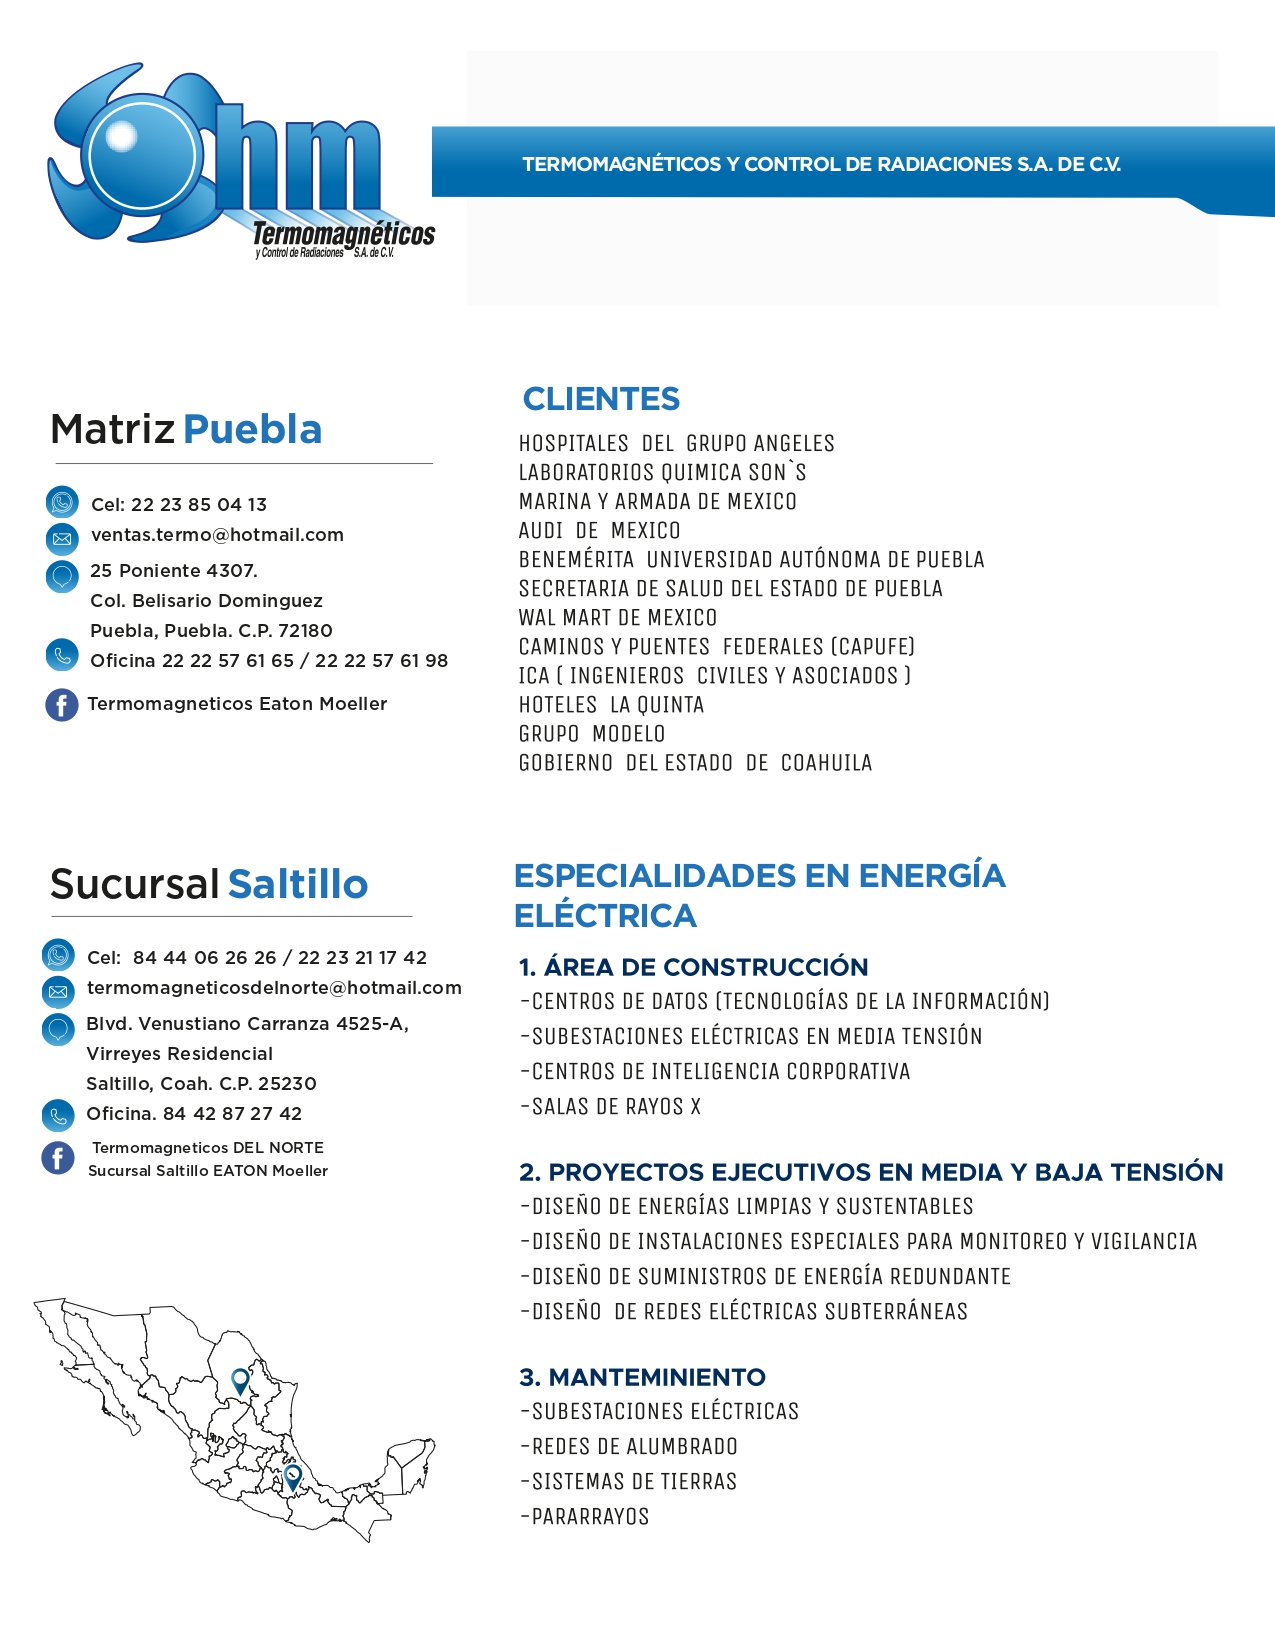 hm
Termomagnéticos
y Control de Radiaciones S.A. de C.V.
TERMOMAGNÉTICOS Y CONTROL DE RADIACIONES S.A. DE C.V.
Matriz Puebla
Cel: 22 23 85 04 13
ventas.termo@hotmail.com
25 Poniente 4307.
Col. Belisario Dominguez
Puebla, Puebla. C.P. 72180
Oficina 22 22 57 61 65 / 22 22 57 61 98
Termomagneticos Eaton Moeller
CLIENTES
HOSPITALES DEL GRUPO ANGELES
LABORATORIOS QUIMICA SON`S
MARINA Y ARMADA DE MEXICO
AUDI DE MEXICO
BENEMÉRITA UNIVERSIDAD AUTÓNOMA DE PUEBLA
SECRETARIA DE SALUD DEL ESTADO DE PUEBLA
WAL MART DE MEXICO
CAMINOS Y PUENTES FEDERALES (CAPUFE)
ICA ( INGENIEROS CIVILES Y ASOCIADOS )
HOTELES LA QUINTA
GRUPO MODELO
GOBIERNO DEL ESTADO DE COAHUILA
Sucursal Saltillo
Cel: 84 44 06 26 26 / 22 23 21 17 42
termomagneticosdelnorte@hotmail.com
Blvd. Venustiano Carranza 4525-A,
Virreyes Residencial
Saltillo, Coah. C.P. 25230
Oficina. 84 42 87 27 42
Termomagneticos DEL NORTE
Sucursal Saltillo EATON Moeller
ESPECIALIDADES EN ENERGÍA
ELÉCTRICA
1. ÁREA DE CONSTRUCCIÓN
-CENTROS DE DATOS (TECNOLOGÍAS DE LA INFORMACIÓN)
-SUBESTACIONES ELÉCTRICAS EN MEDIA TENSIÓN
-CENTROS DE INTELIGENCIA CORPORATIVA
-SALAS DE RAYOS X
2. PROYECTOS EJECUTIVOS EN MEDIA Y BAJA TENSIÓN
-DISEÑO DE ENERGÍAS LIMPIAS Y SUSTENTABLES
-DISEÑO DE INSTALACIONES ESPECIALES PARA MONITOREO Y VIGILANCIA
-DISEÑO DE SUMINISTROS DE ENERGÍA REDUNDANTE
-DISEÑO DE REDES ELÉCTRICAS SUBTERRÁNEAS
3. MANTEMINIENTO
-SUBESTACIONES ELÉCTRICAS
-REDES DE ALUMBRADO
-SISTEMAS DE TIERRAS
-PARARRAYOS